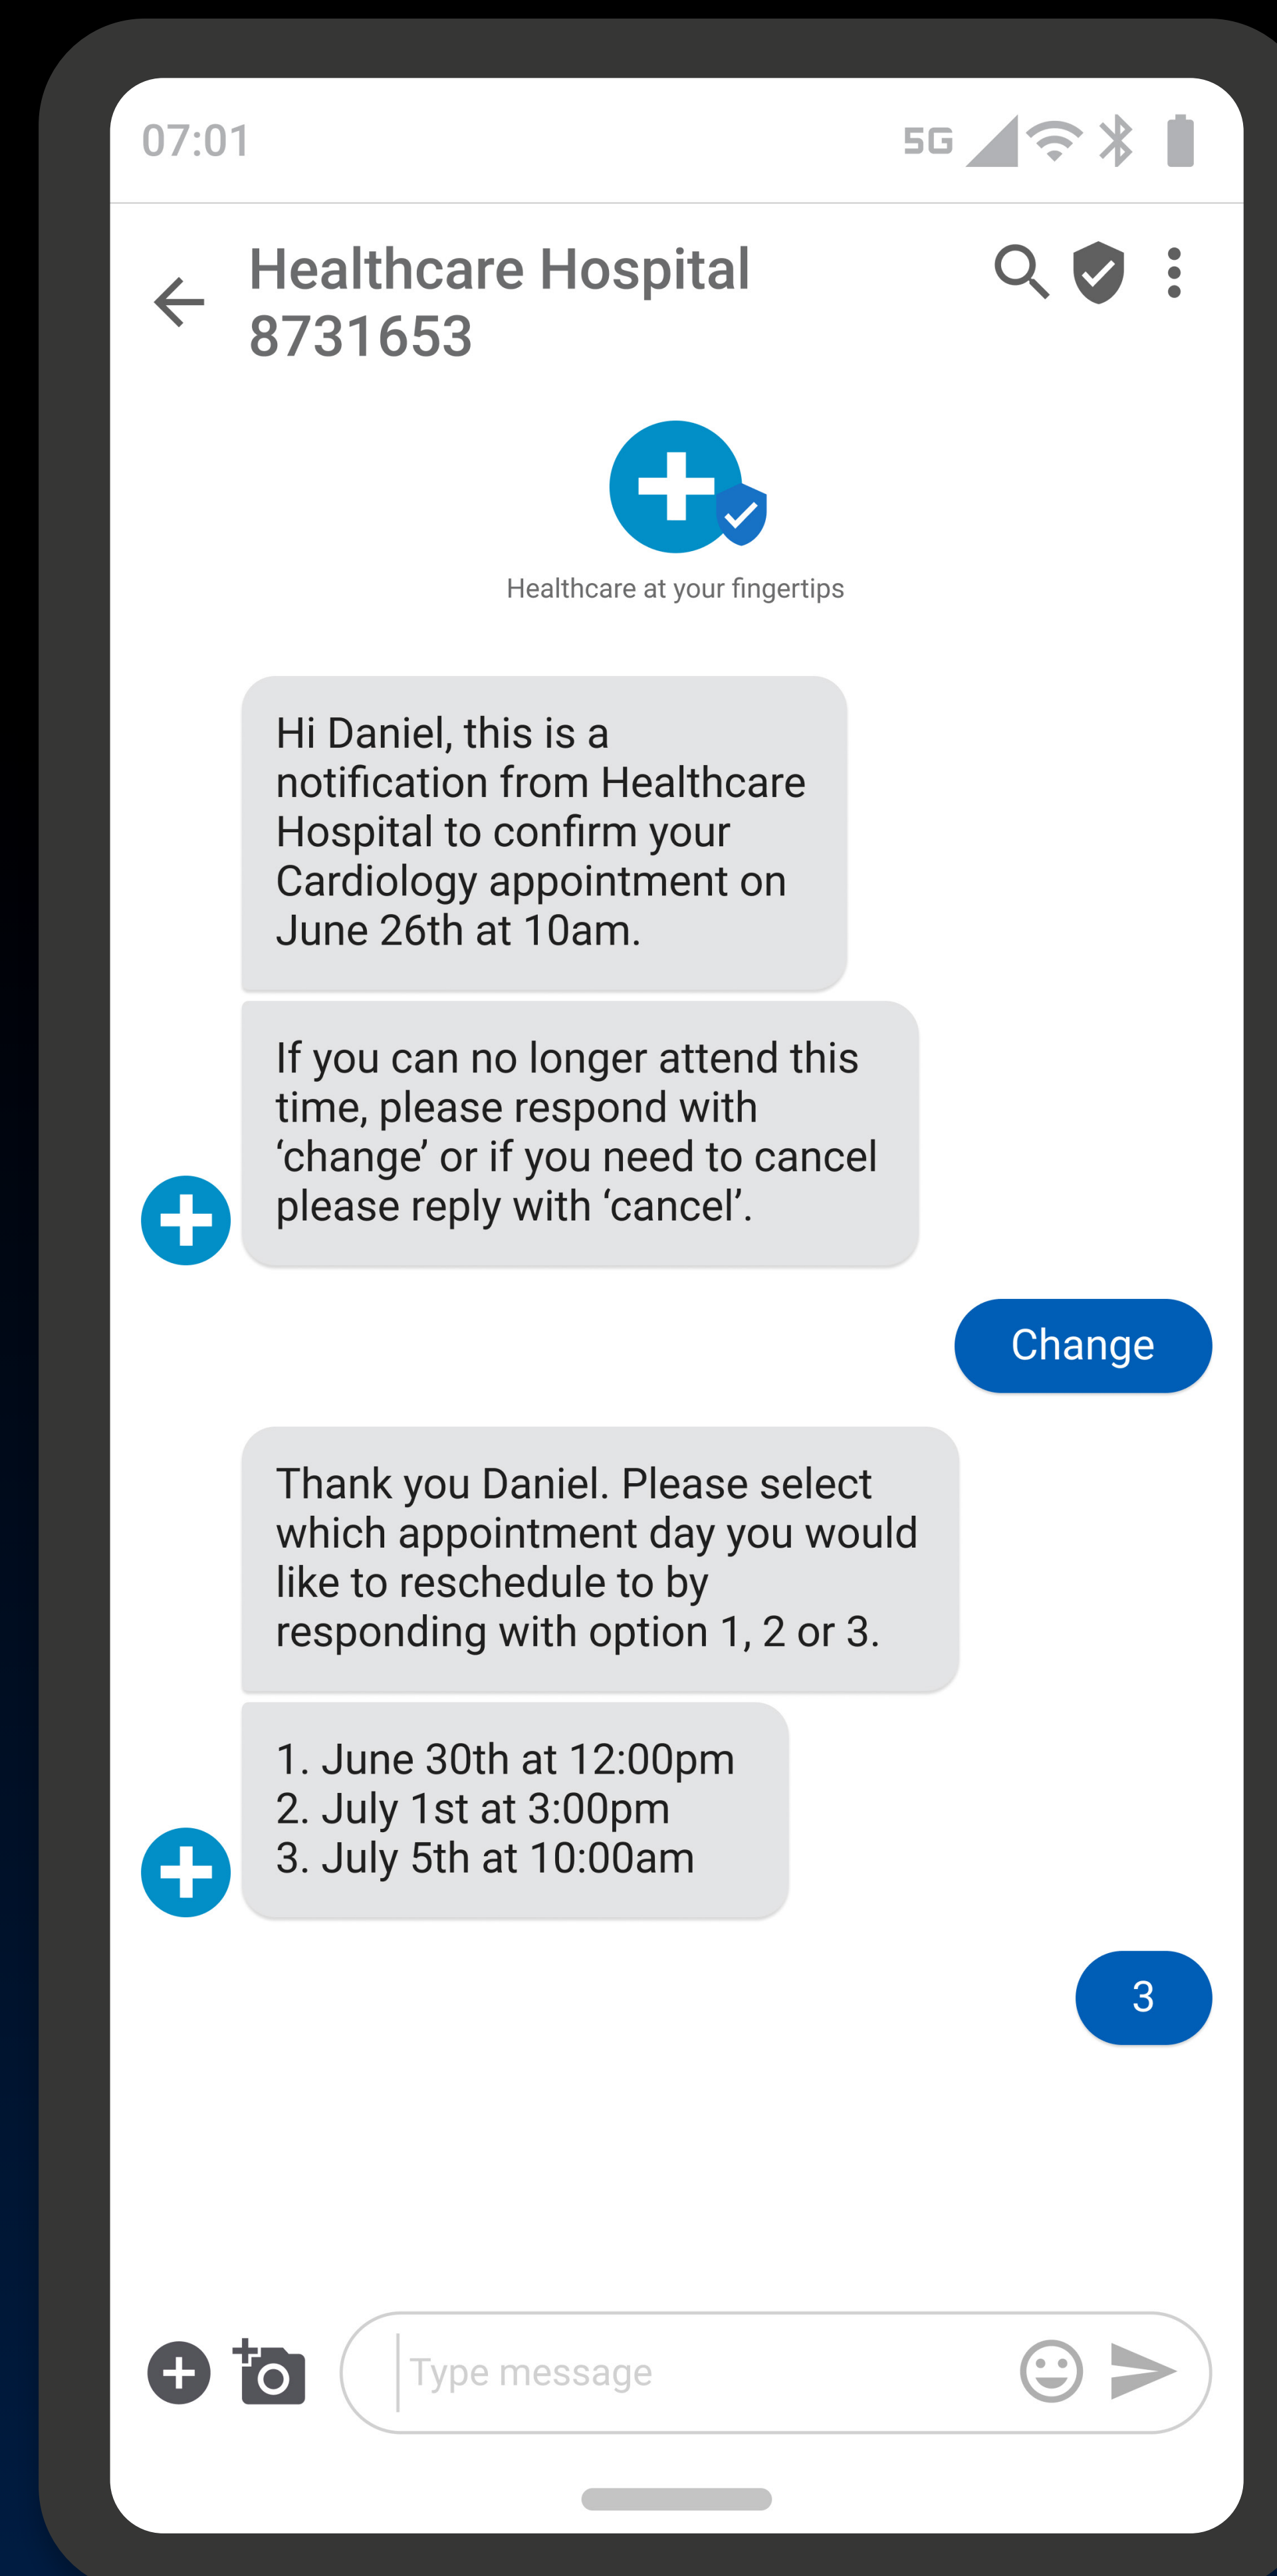 07:01
5G
Healthcare Hospital
8731653
Healthcare at your fingertips
Hi Daniel, this is a
notification from Healthcare
Hospital to confirm your
Cardiology appointment on
June 26th at 10am.
If you can no longer attend this
time, please respond with
‘change’ or if you need to cancel
please reply with ‘cancel’.
Change
Thank you Daniel. Please select
which appointment day you would
like to reschedule to by
responding with option 1, 2 or 3.
1. June 30th at 12:00pm
2. July 1st at 3:00pm
3. July 5th at 10:00am
3
Type message